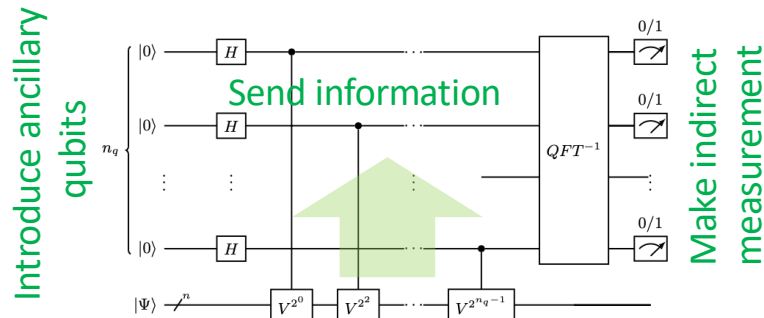 Introduce ancillary
qubits
n_q
|0⟩ H ··· 0/1
Send information
|0⟩ H ··· 0/1
QFT^{-1}
⋮ ⋮ ⋮ ⋮
|0⟩ H ··· 0/1
|Ψ⟩ n V^{2^0} V^{2^2} ··· V^{2^{n_q-1}}
Make indirect
measurement